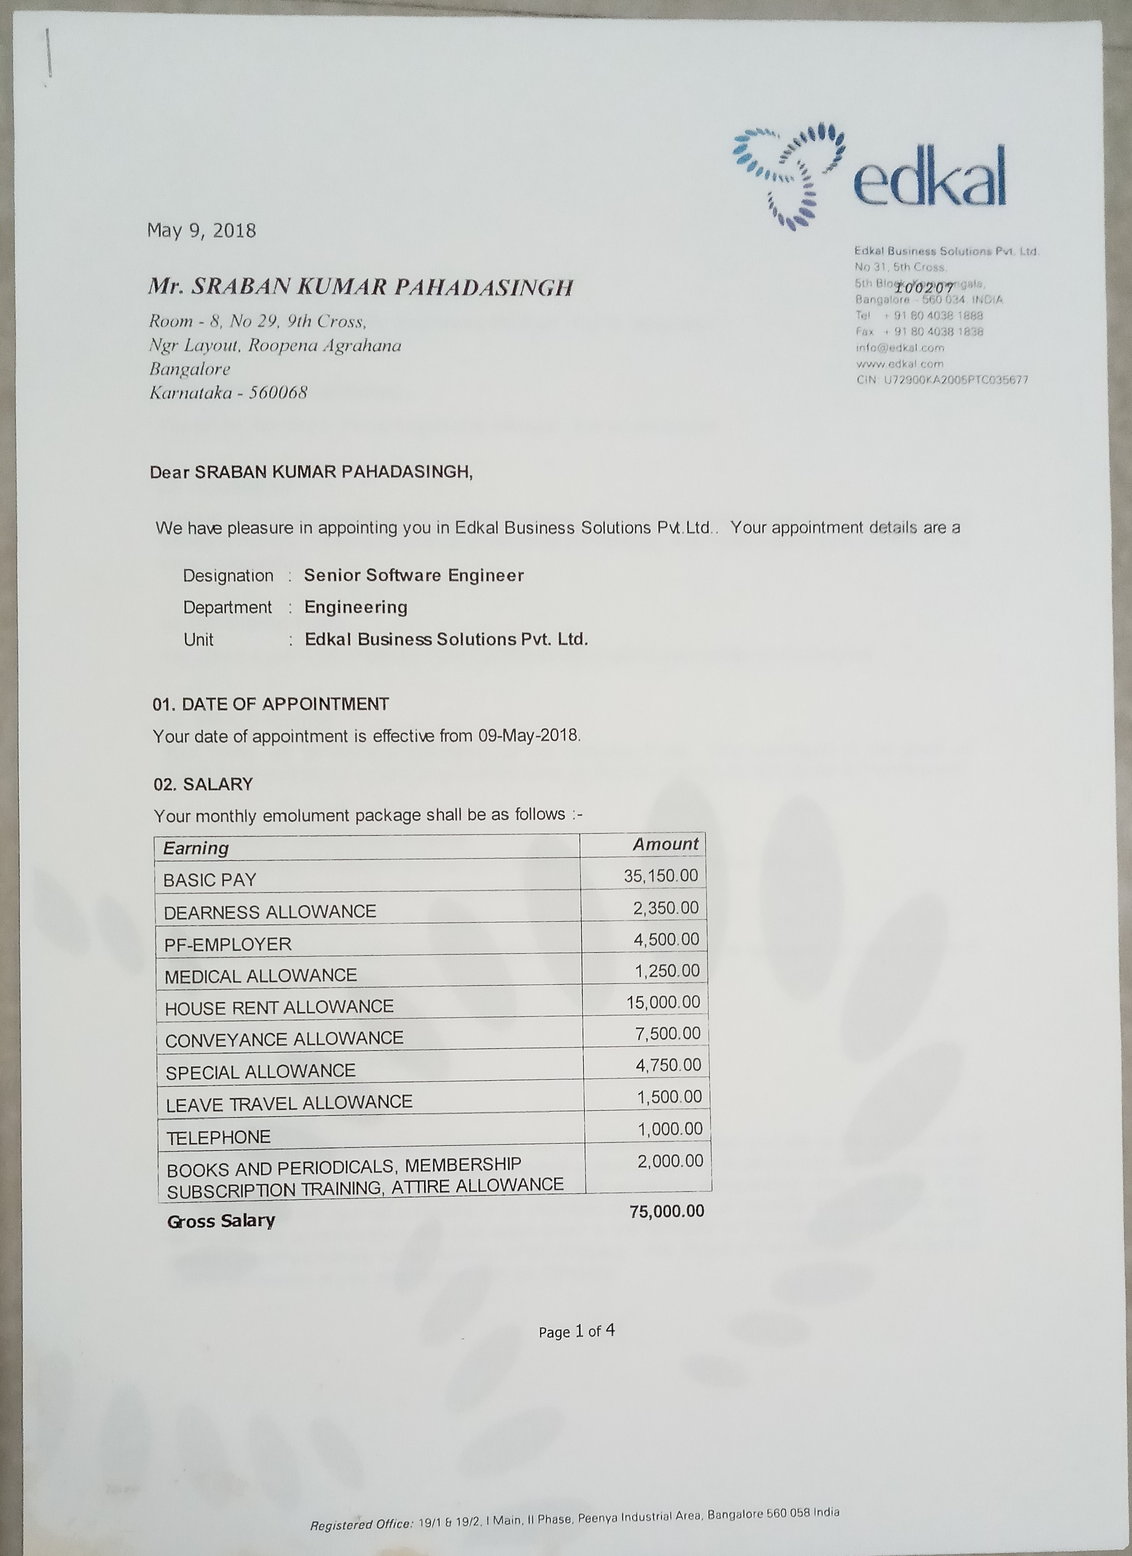 edkal
May 9, 2018
Edkal Business Solutions Pvt. Ltd.
No 31, 5th Cross,
Mr. SRABAN KUMAR PAHADASINGH
5th Block
100207
Bangalore - 560 034. INDIA
Room - 8, No 29, 9th Cross,
Tel + 91 80 4038 1888
Fax + 91 80 4038 1838
Ngr Layout, Roopena Agrahana
info@edkal.com
Bangalore
www.edkal.com
Karnataka - 560068
CIN U72900KA2005PTC035677
Dear SRABAN KUMAR PAHADASINGH,
We have pleasure in appointing you in Edkal Business Solutions Pvt.Ltd.. Your appointment details are a
Designation : Senior Software Engineer
Department : Engineering
Unit : Edkal Business Solutions Pvt. Ltd.
01. DATE OF APPOINTMENT
Your date of appointment is effective from 09-May-2018.
02. SALARY
Your monthly emolument package shall be as follows :-
Earning Amount
BASIC PAY 35,150.00
DEARNESS ALLOWANCE 2,350.00
PF-EMPLOYER 4,500.00
MEDICAL ALLOWANCE 1,250.00
HOUSE RENT ALLOWANCE 15,000.00
CONVEYANCE ALLOWANCE 7,500.00
SPECIAL ALLOWANCE 4,750.00
LEAVE TRAVEL ALLOWANCE 1,500.00
TELEPHONE 1,000.00
BOOKS AND PERIODICALS, MEMBERSHIP 2,000.00
SUBSCRIPTION TRAINING, ATTIRE ALLOWANCE
Gross Salary 75,000.00
Page 1 of 4
Registered Office: 19/1 & 19/2, I Main, II Phase, Peenya Industrial Area, Bangalore 560 058 India